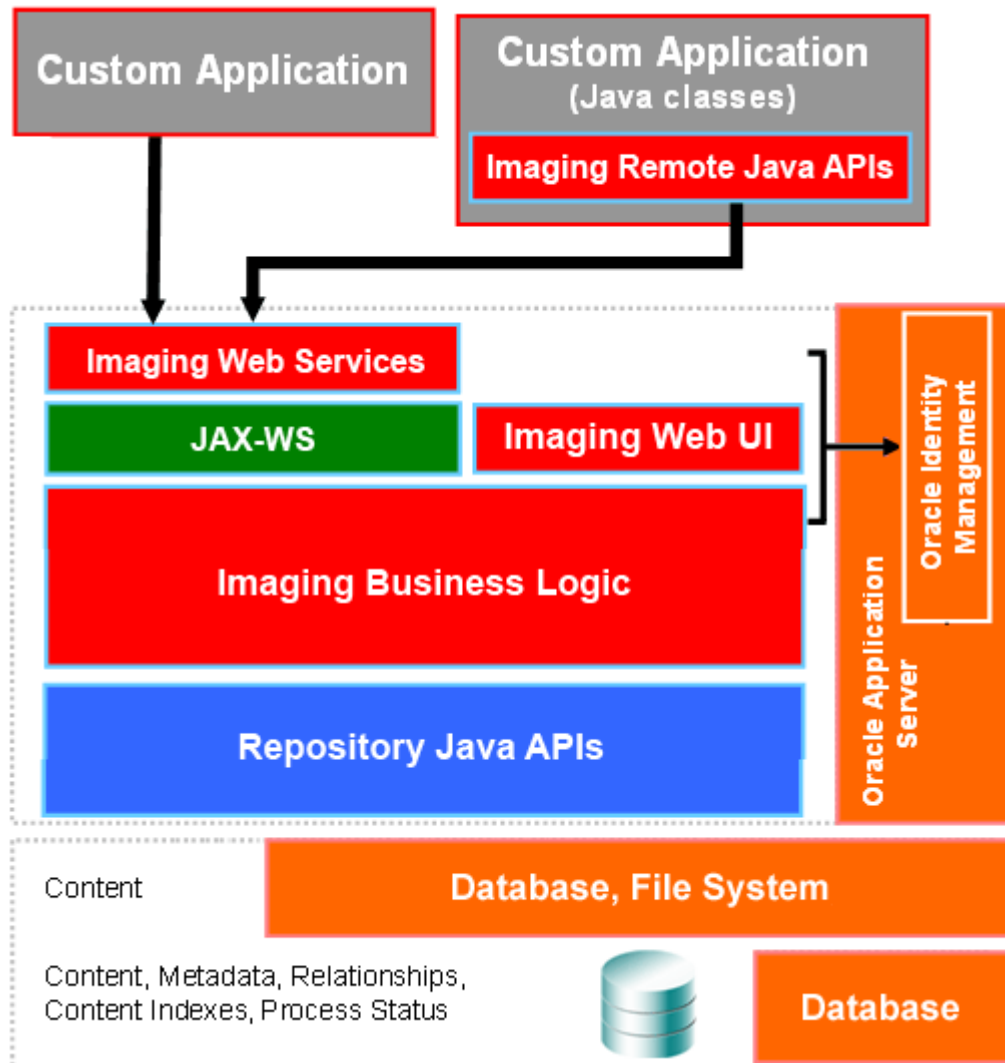 Custom Application
Custom Application
(Java classes)
Imaging Remote Java APIs
Imaging Web Services
JAX-WS
Imaging Web UI
Imaging Business Logic
Repository Java APIs
Oracle Identity
Management
Oracle Application
Server
Content
Database, File System
Content, Metadata, Relationships,
Content Indexes, Process Status
Database